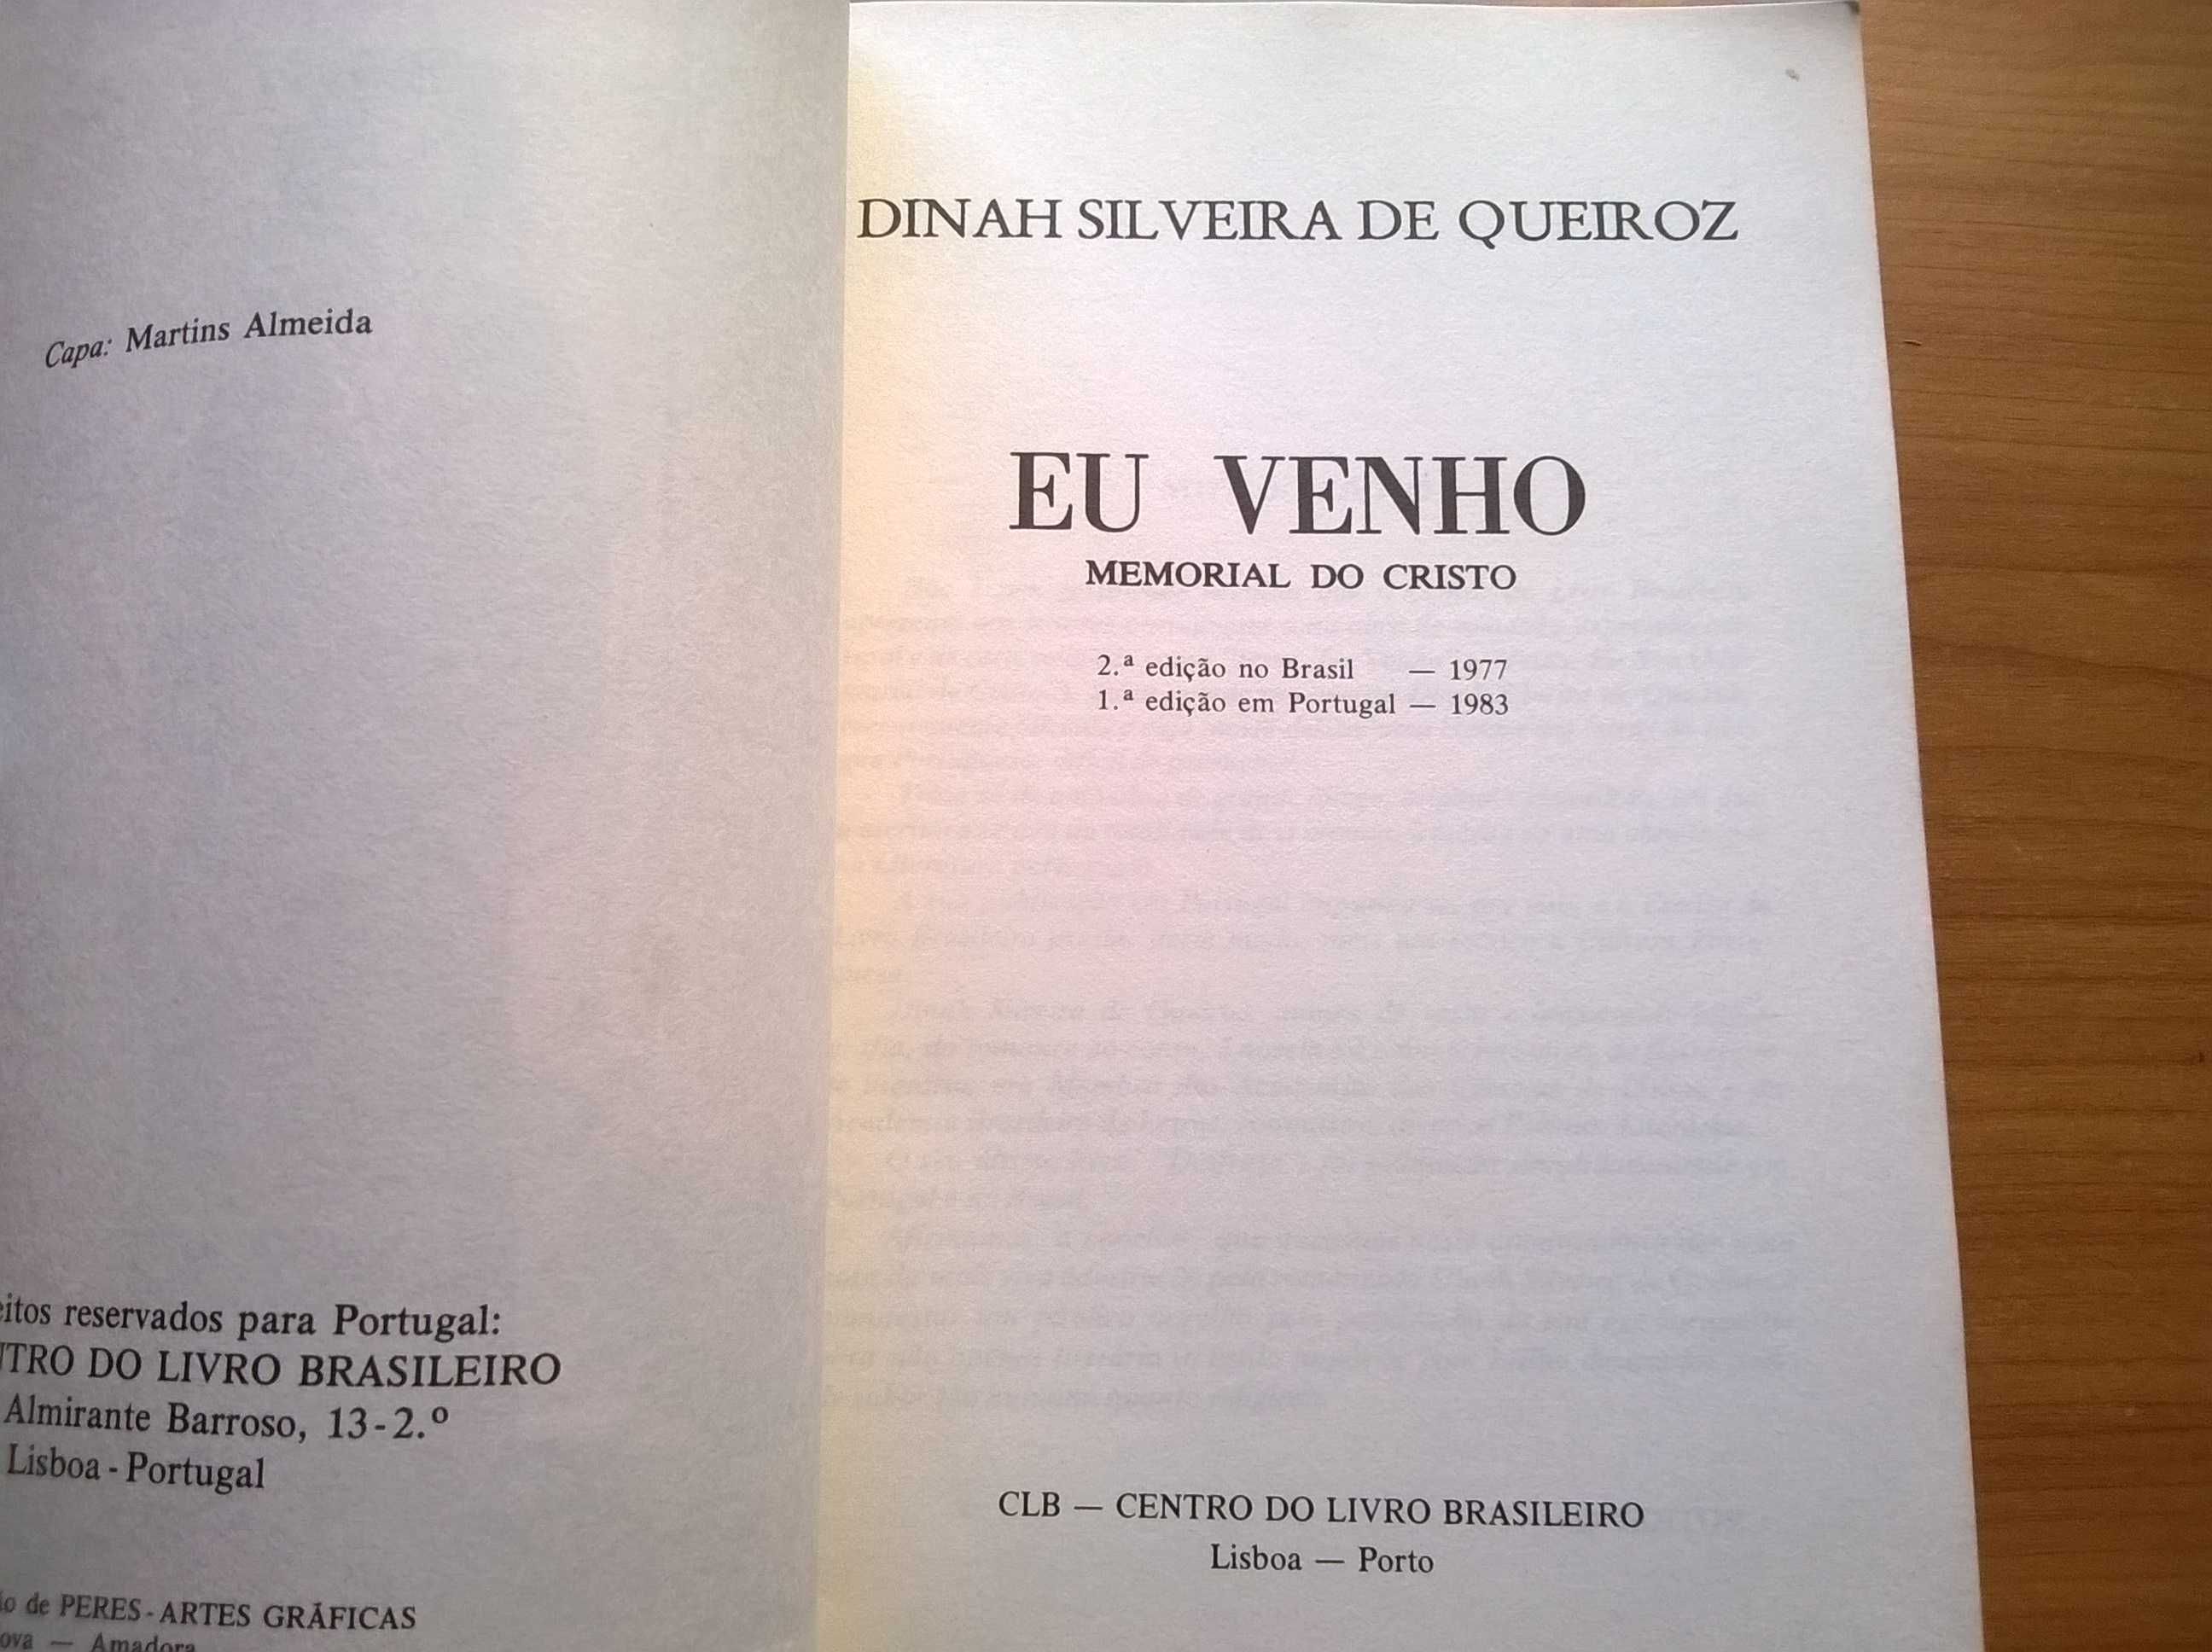 Capa: Martins Almeida
reservados para Portugal:
DO LIVRO BRASILEIRO
Almirante Barroso, 13-2.º
Lisboa - Portugal
de PERES - ARTES GRÁFICAS
— Amadora
DINAH SILVEIRA DE QUEIROZ
EU VENHO
MEMORIAL DO CRISTO
2.ª edição no Brasil — 1977
1.ª edição em Portugal — 1983
CLB — CENTRO DO LIVRO BRASILEIRO
Lisboa — Porto